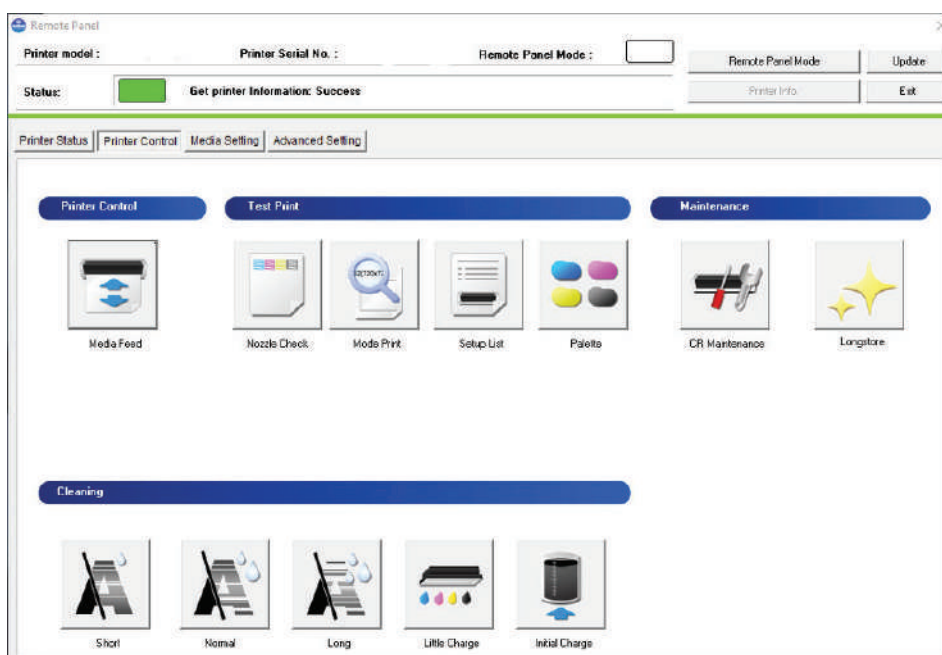 Remote Panel
Printer model :
Printer Serial No. :
Remote Panel Mode :
Remote Panel Mode
Update
Status:
Get printer Information: Success
Printer Info.
Exit
Printer Status
Printer Control
Media Setting
Advanced Setting
Printer Control
Test Print
Maintenance
Media Feed
Nozzle Check
Mode Print
Setup List
Palette
CR Maintenance
Longstore
Cleaning
Short
Normal
Long
Little Charge
Initial Charge